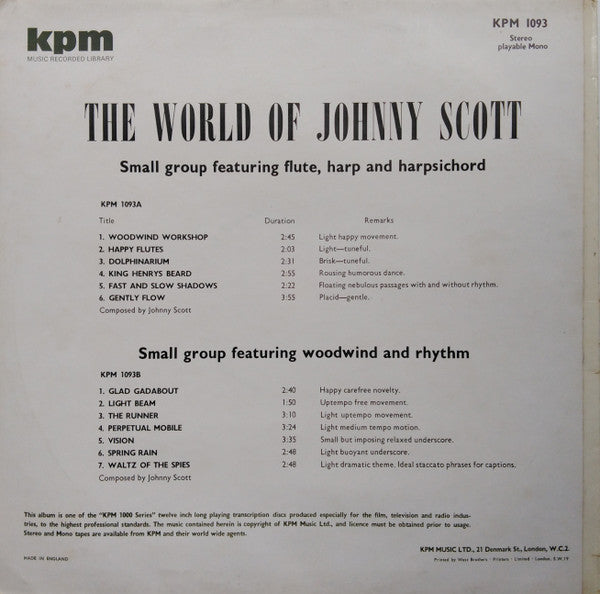 kpm
MUSIC RECORDED LIBRARY
KPM 1093
Stereo
playable Mono
THE WORLD OF JOHNNY SCOTT
Small group featuring flute, harp and harpsichord
KPM 1093A
Title Duration Remarks
1. WOODWIND WORKSHOP 2:45 Light happy movement.
2. HAPPY FLUTES 2:03 Light—tuneful.
3. DOLPHINARIUM 2:31 Brisk—tuneful.
4. KING HENRYS BEARD 2:55 Rousing humorous dance.
5. FAST AND SLOW SHADOWS 2:22 Floating nebulous passages with and without rhythm.
6. GENTLY FLOW 3:55 Placid—gentle.
Composed by Johnny Scott
Small group featuring woodwind and rhythm
KPM 1093B
1. GLAD GADABOUT 2:40 Happy carefree novelty.
2. LIGHT BEAM 1:50 Uptempo free movement.
3. THE RUNNER 3:10 Light uptempo movement.
4. PERPETUAL MOBILE 3:24 Light medium tempo motion.
5. VISION 3:35 Small but imposing relaxed underscore.
6. SPRING RAIN 2:48 Light buoyant underscore.
7. WALTZ OF THE SPIES 2:48 Light dramatic theme. Ideal staccato phrases for captions.
Composed by Johnny Scott
This album is one of the "KPM 1000 Series" twelve inch long playing transcription discs produced especially for the film, television and radio indus-
tries, to the highest professional standards. The music contained herein is copyright of KPM Music Ltd., and licence must be obtained prior to usage.
Stereo and Mono tapes are available from KPM and their world wide agents.
KPM MUSIC LTD., 21 Denmark St., London, W.C.2.
MADE IN ENGLAND
Printed by West Brothers · Printers · Limited · London, S.W.19